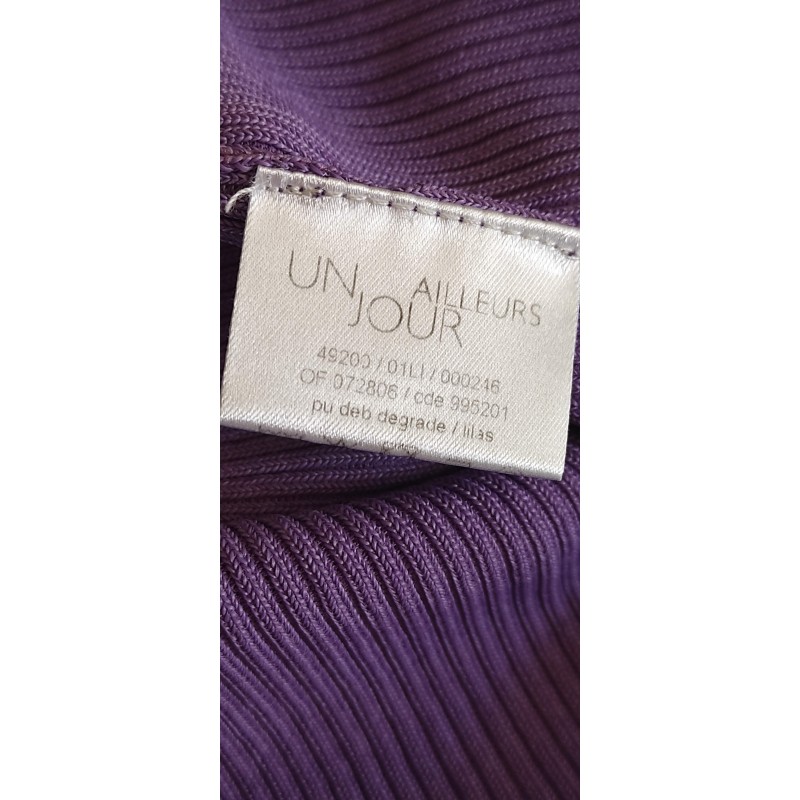 UN JOUR AILLEURS
49200 / 01LI / 000246
OF 072806 / cde 995201
pu deb degrade / lilas